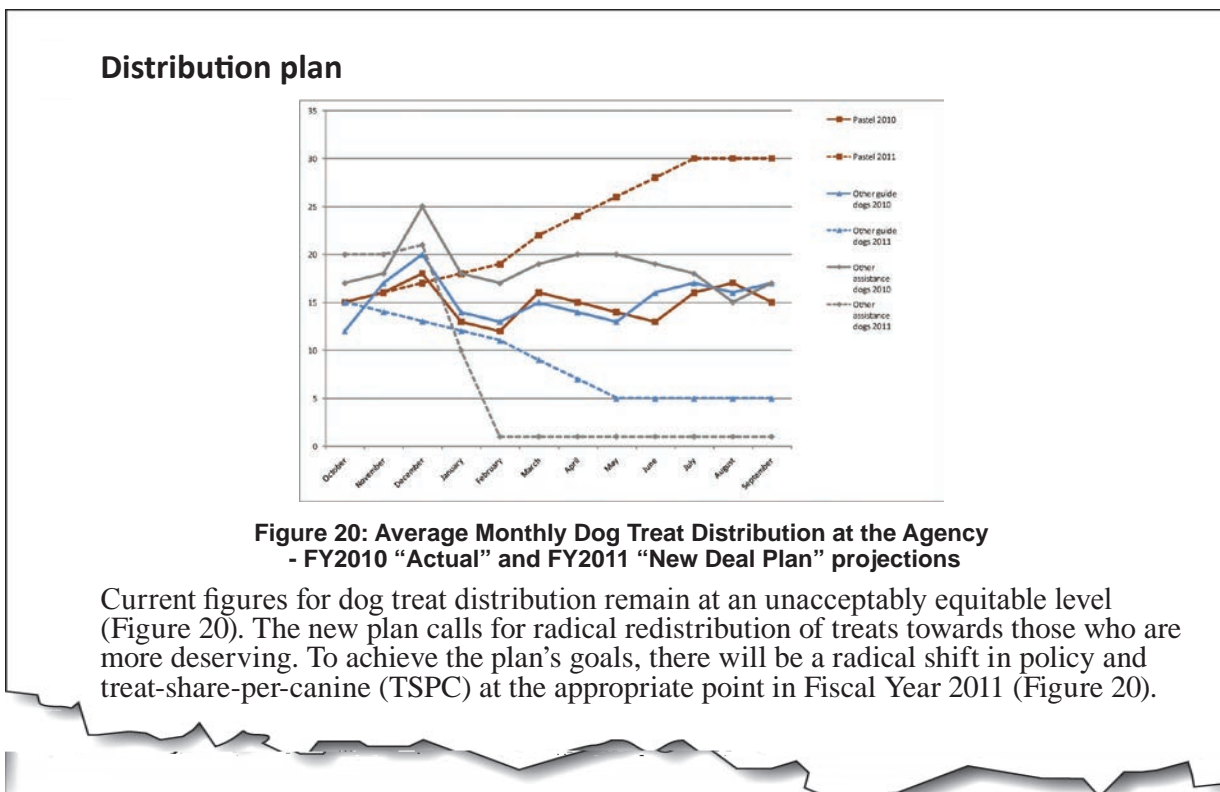 Distribution plan
35
30
25
20
15
10
5
0
October
November
December
January
February
March
April
May
June
July
August
September
Pastel 2010
Pastel 2011
Other guide
dogs 2010
Other guide
dogs 2011
Other
assistance
dogs 2010
Other
assistance
dogs 2011
Figure 20: Average Monthly Dog Treat Distribution at the Agency
- FY2010 “Actual” and FY2011 “New Deal Plan” projections
Current figures for dog treat distribution remain at an unacceptably equitable level
(Figure 20). The new plan calls for radical redistribution of treats towards those who are
more deserving. To achieve the plan’s goals, there will be a radical shift in policy and
treat-share-per-canine (TSPC) at the appropriate point in Fiscal Year 2011 (Figure 20).